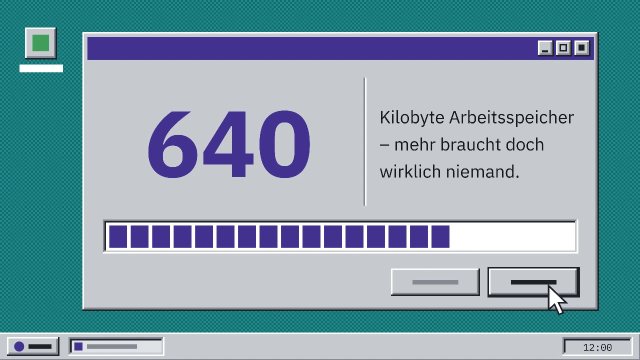 640
Kilobyte Arbeitsspeicher
– mehr braucht doch
wirklich niemand.
12:00